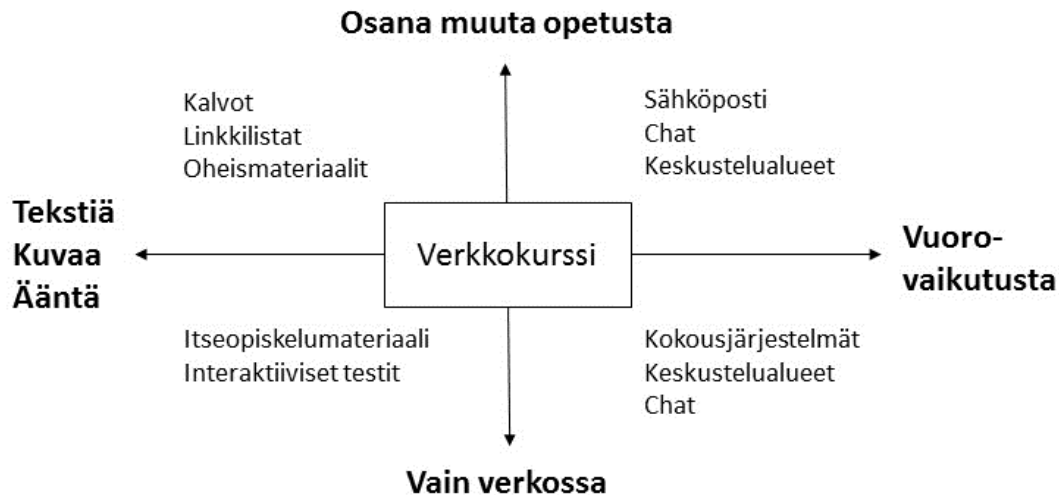 Osana muuta opetusta
Kalvot
Linkkilistat
Oheismateriaalit
Sähköposti
Chat
Keskustelualueet
Tekstiä
Kuvaa
Ääntä
Verkkokurssi
Vuoro-
vaikutusta
Itseopiskelumateriaali
Interaktiiviset testit
Kokousjärjestelmät
Keskustelualueet
Chat
Vain verkossa